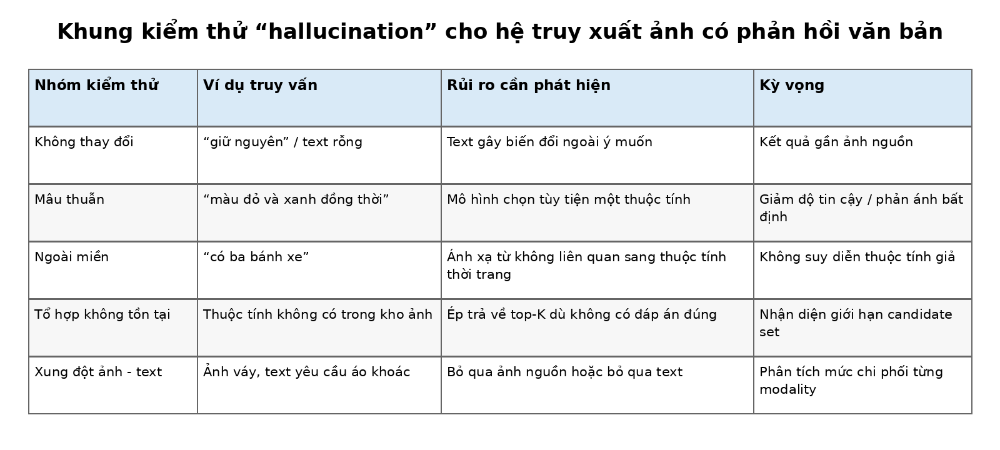 Khung kiểm thử “hallucination” cho hệ truy xuất ảnh có phản hồi văn bản
Nhóm kiểm thử
Ví dụ truy vấn
Rủi ro cần phát hiện
Kỳ vọng
Không thay đổi
“giữ nguyên” / text rỗng
Text gây biến đổi ngoài ý muốn
Kết quả gần ảnh nguồn
Mâu thuẫn
“màu đỏ và xanh đồng thời”
Mô hình chọn tùy tiện một thuộc tính
Giảm độ tin cậy / phản ánh bất
định
Ngoài miền
“có ba bánh xe”
Ánh xạ từ không liên quan sang thuộc tính
thời trang
Không suy diễn thuộc tính giả
Tổ hợp không tồn tại
Thuộc tính không có trong kho ảnh
Ép trả về top-K dù không có đáp án đúng
Nhận diện giới hạn candidate
set
Xung đột ảnh - text
Ảnh váy, text yêu cầu áo khoác
Bỏ qua ảnh nguồn hoặc bỏ qua text
Phân tích mức chi phối từng
modality